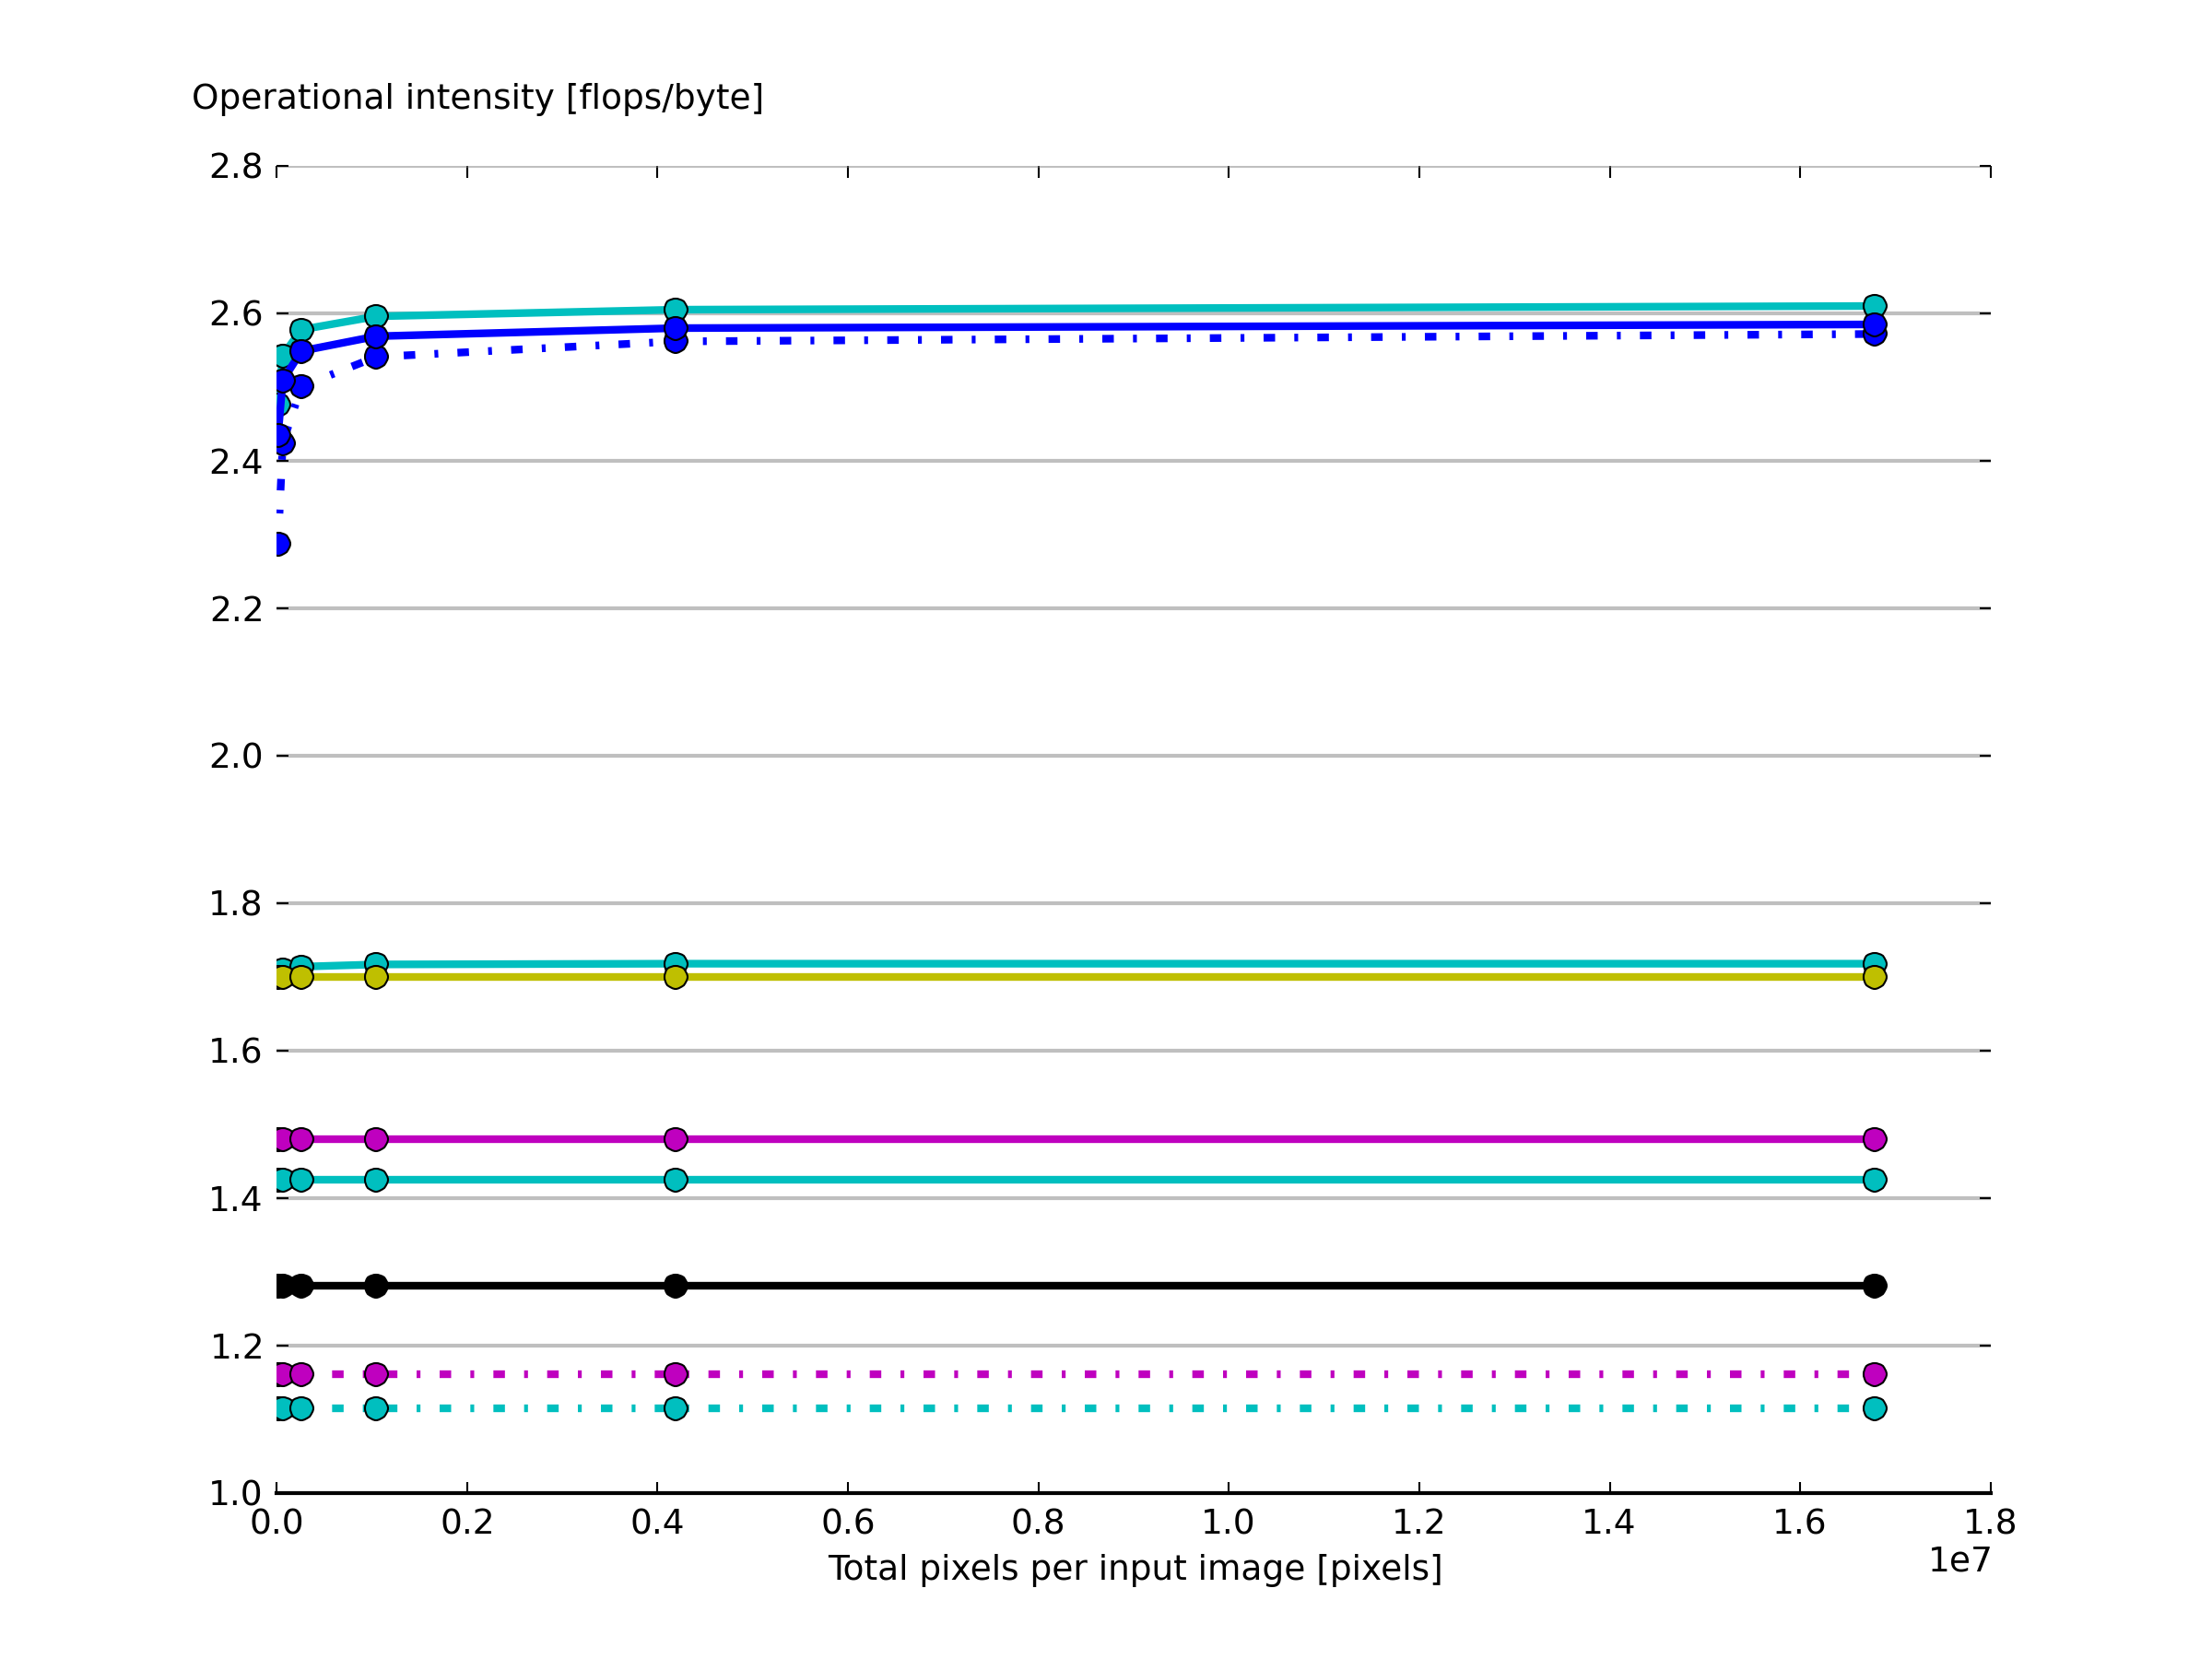 Operational intensity [flops/byte]
2.8
2.6
2.4
2.2
2.0
1.8
1.6
1.4
1.2
1.0
0.0 0.2 0.4 0.6 0.8 1.0 1.2 1.4 1.6 1.8
1e7
Total pixels per input image [pixels]